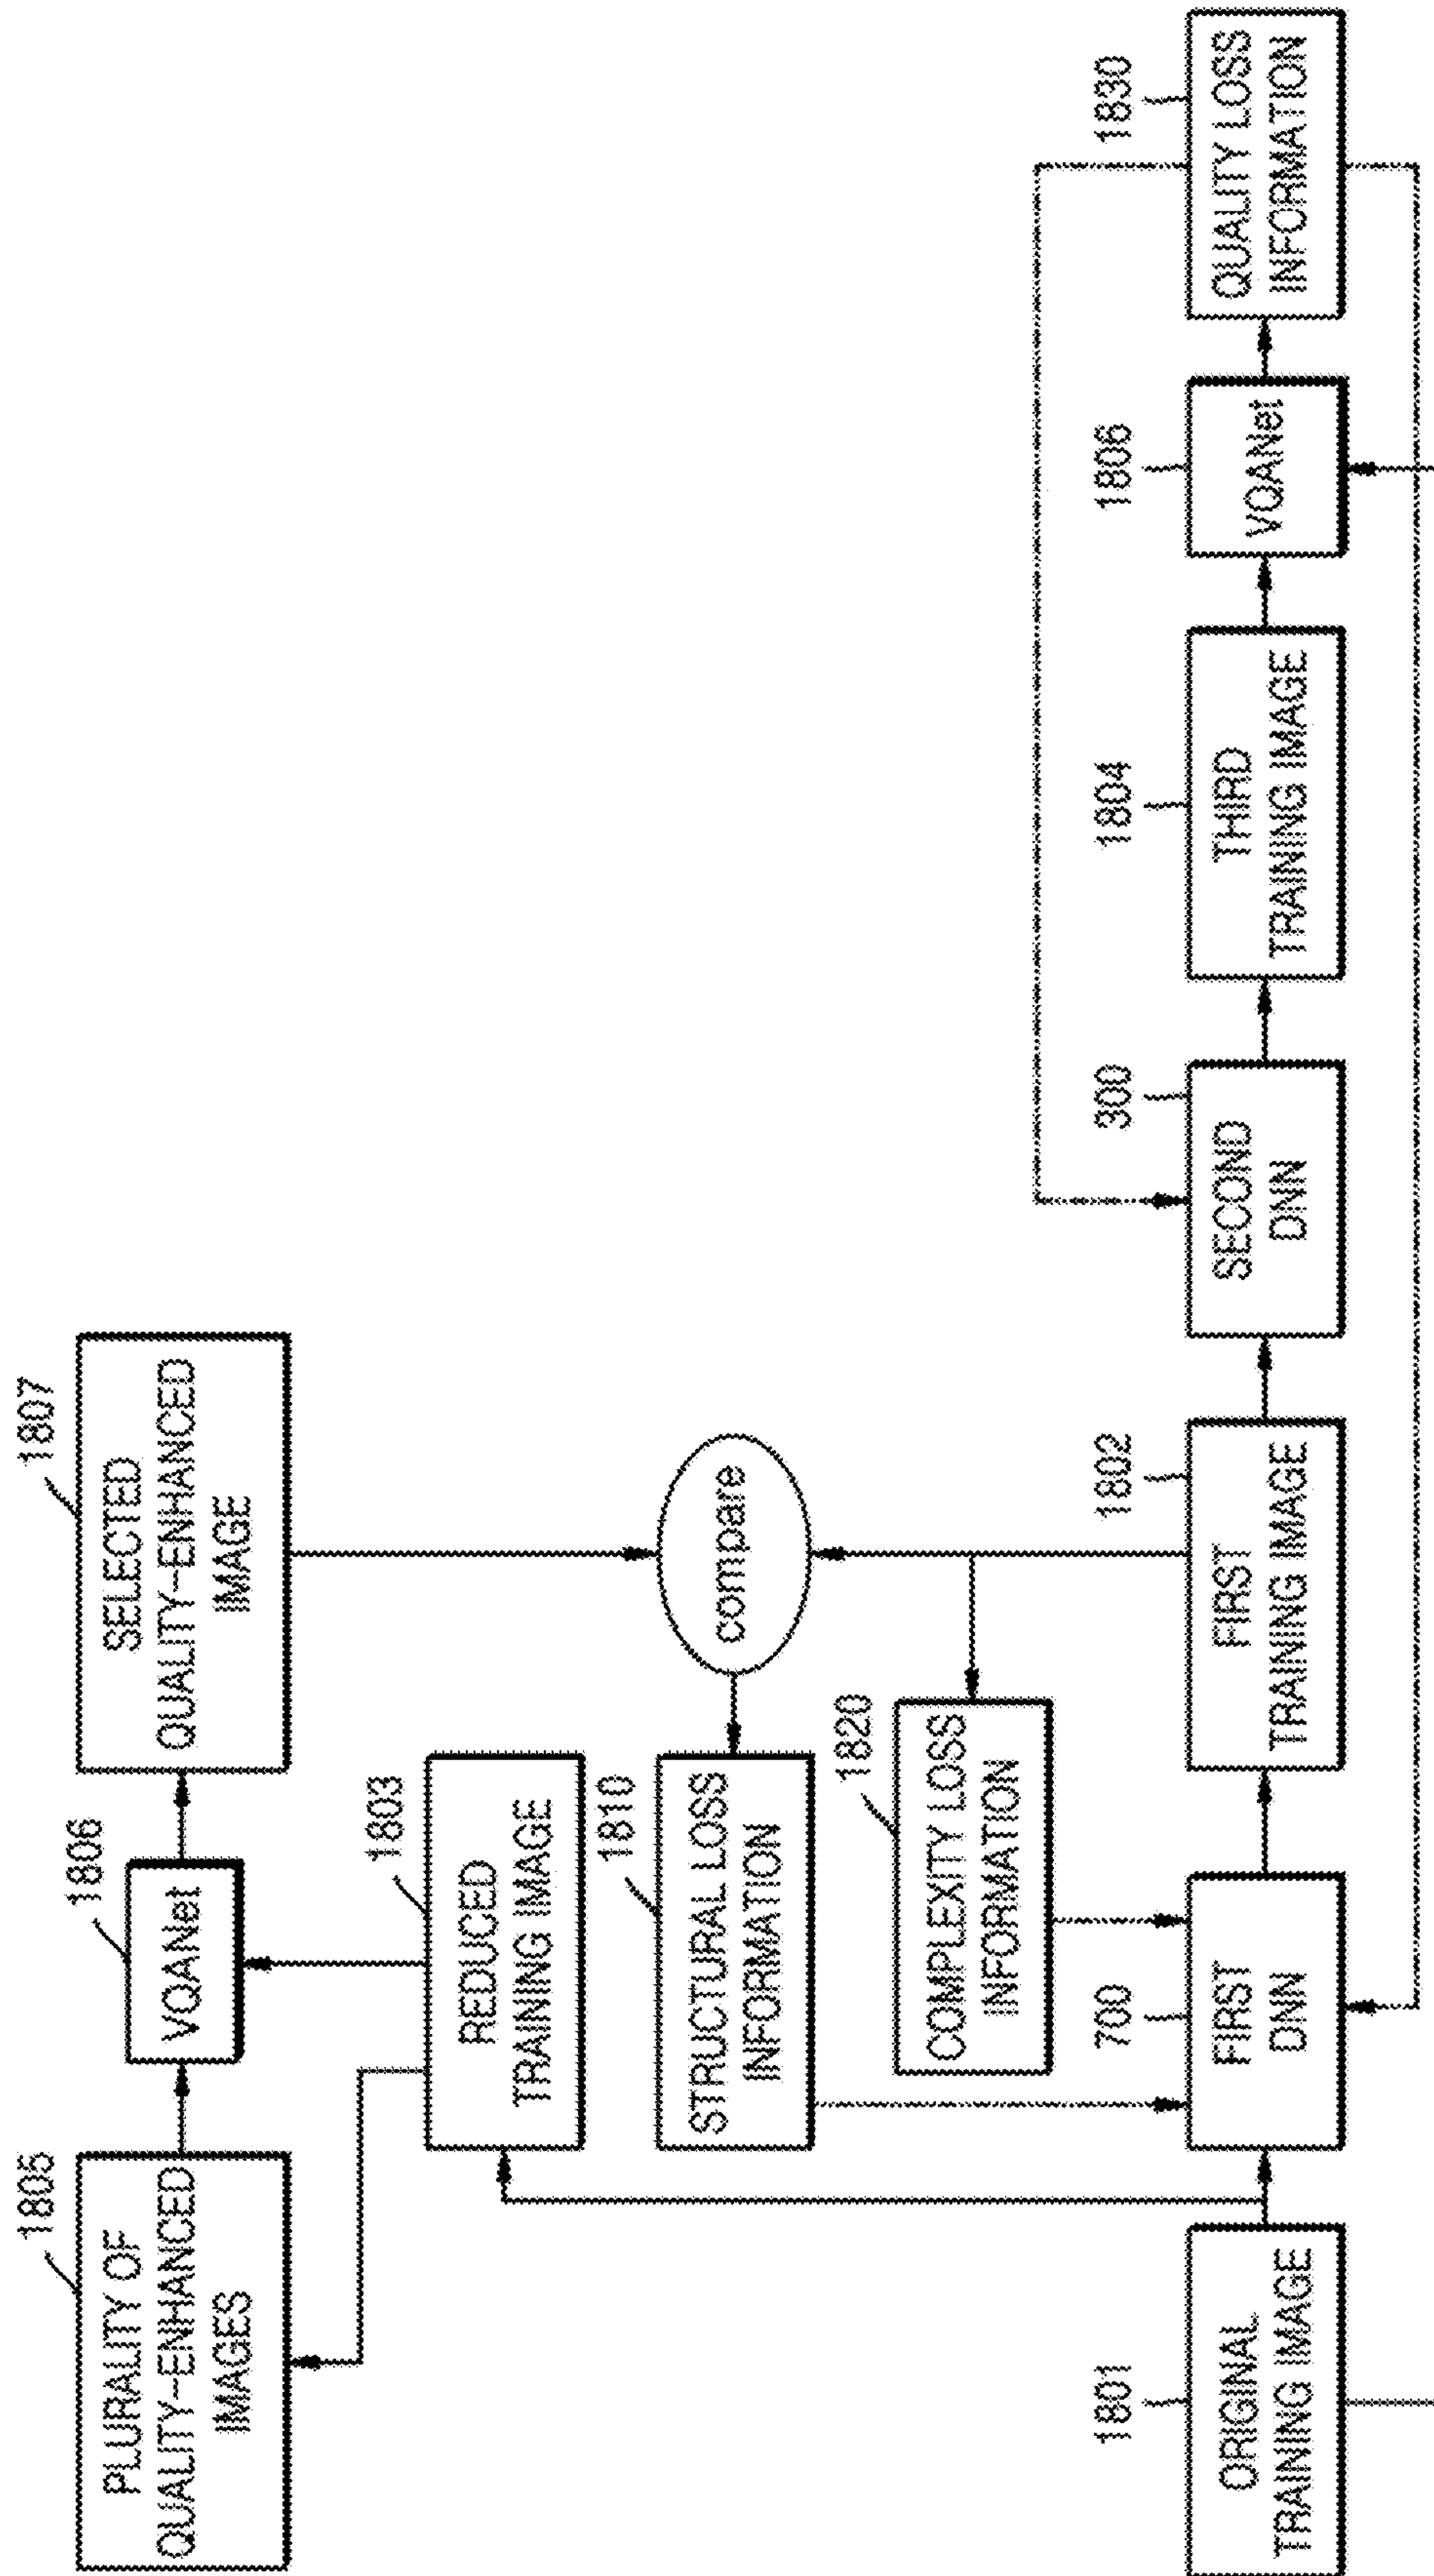 1805
PLURALITY OF
QUALITY-ENHANCED
IMAGES
1806
VQANet
1807
SELECTED
QUALITY-ENHANCED
IMAGE
1803
REDUCED
TRAINING IMAGE
1810
STRUCTURAL LOSS
INFORMATION
compare
1820
COMPLEXITY LOSS
INFORMATION
1801
ORIGINAL
TRAINING IMAGE
700
FIRST
DNN
1802
FIRST
TRAINING IMAGE
300
SECOND
DNN
1804
THIRD
TRAINING IMAGE
1806
VQANet
1830
QUALITY LOSS
INFORMATION